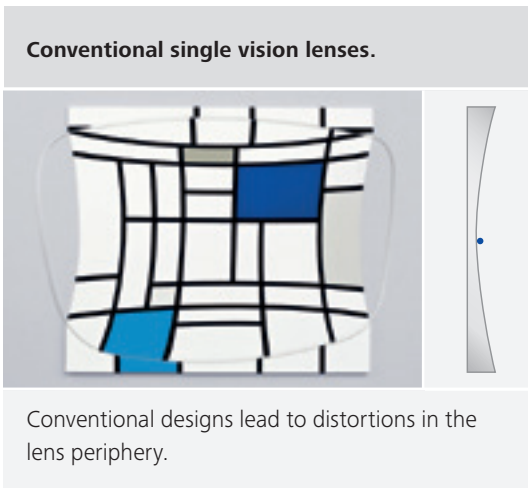 Conventional single vision lenses.
Conventional designs lead to distortions in the
lens periphery.